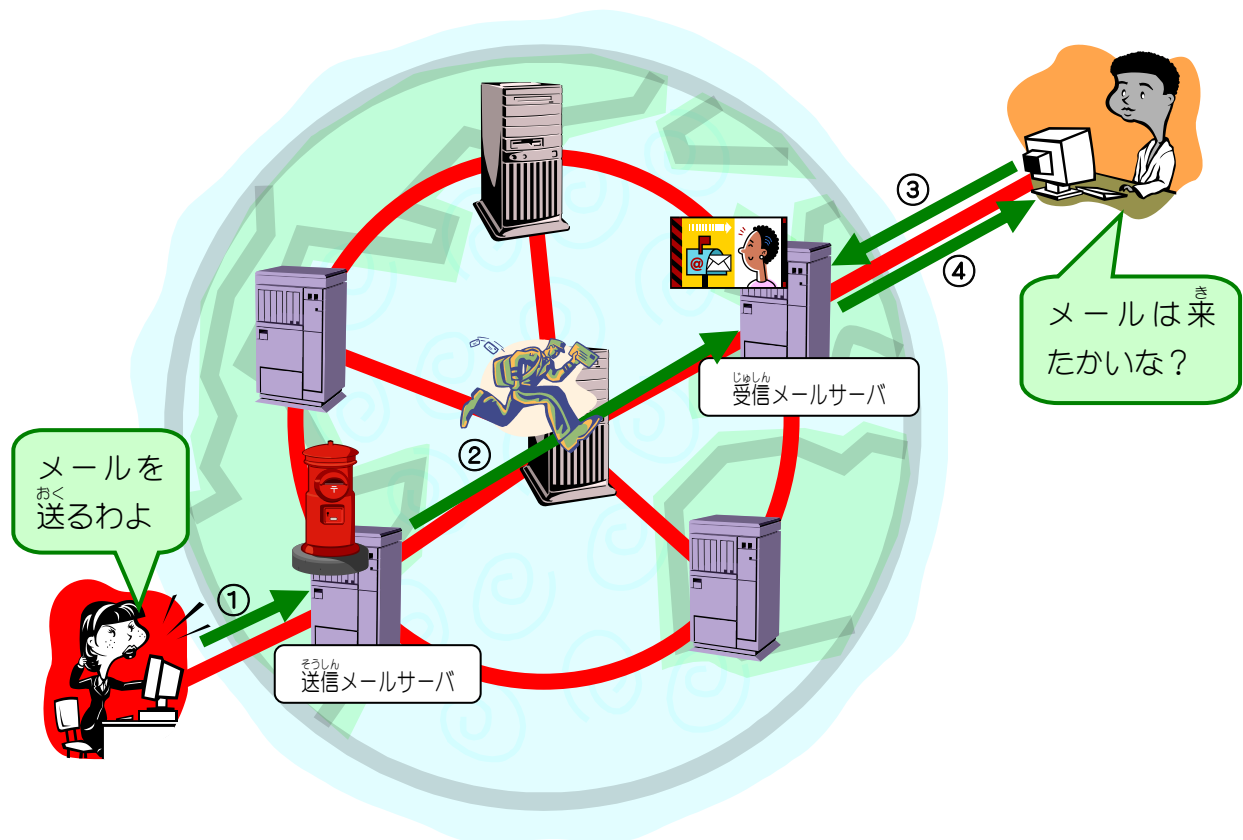 ③
④
き
メールは来
たかいな？
じゅしん
受信メールサーバ
@
②
メールを
おく
送るわよ
〒
①
そうしん
送信メールサーバ